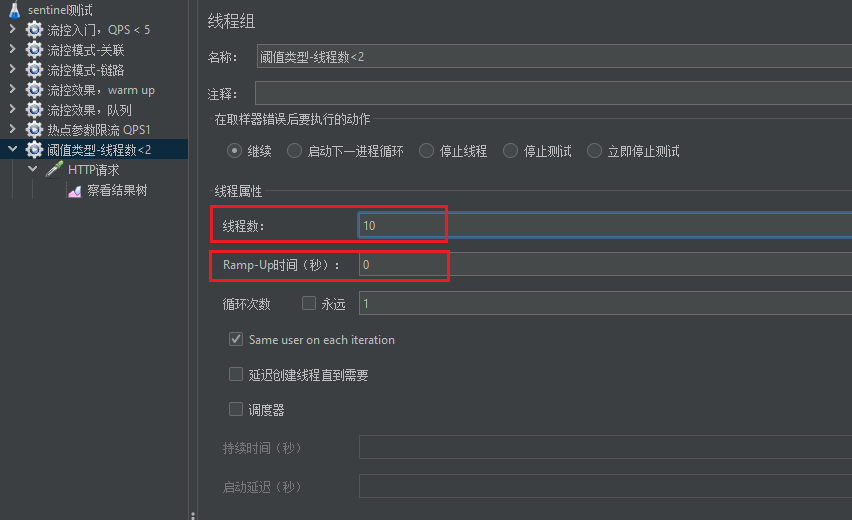 sentinel测试
流控入门，QPS < 5
流控模式-关联
流控模式-链路
流控效果，warm up
流控效果，队列
热点参数限流 QPS1
阈值类型-线程数<2
HTTP请求
察看结果树
线程组
名称： 阈值类型-线程数<2
注释：
在取样器错误后要执行的动作
继续 启动下一进程循环 停止线程 停止测试 立即停止测试
线程属性
线程数： 10
Ramp-Up时间（秒）： 0
循环次数 永远 1
Same user on each iteration
延迟创建线程直到需要
调度器
持续时间（秒）
启动延迟（秒）